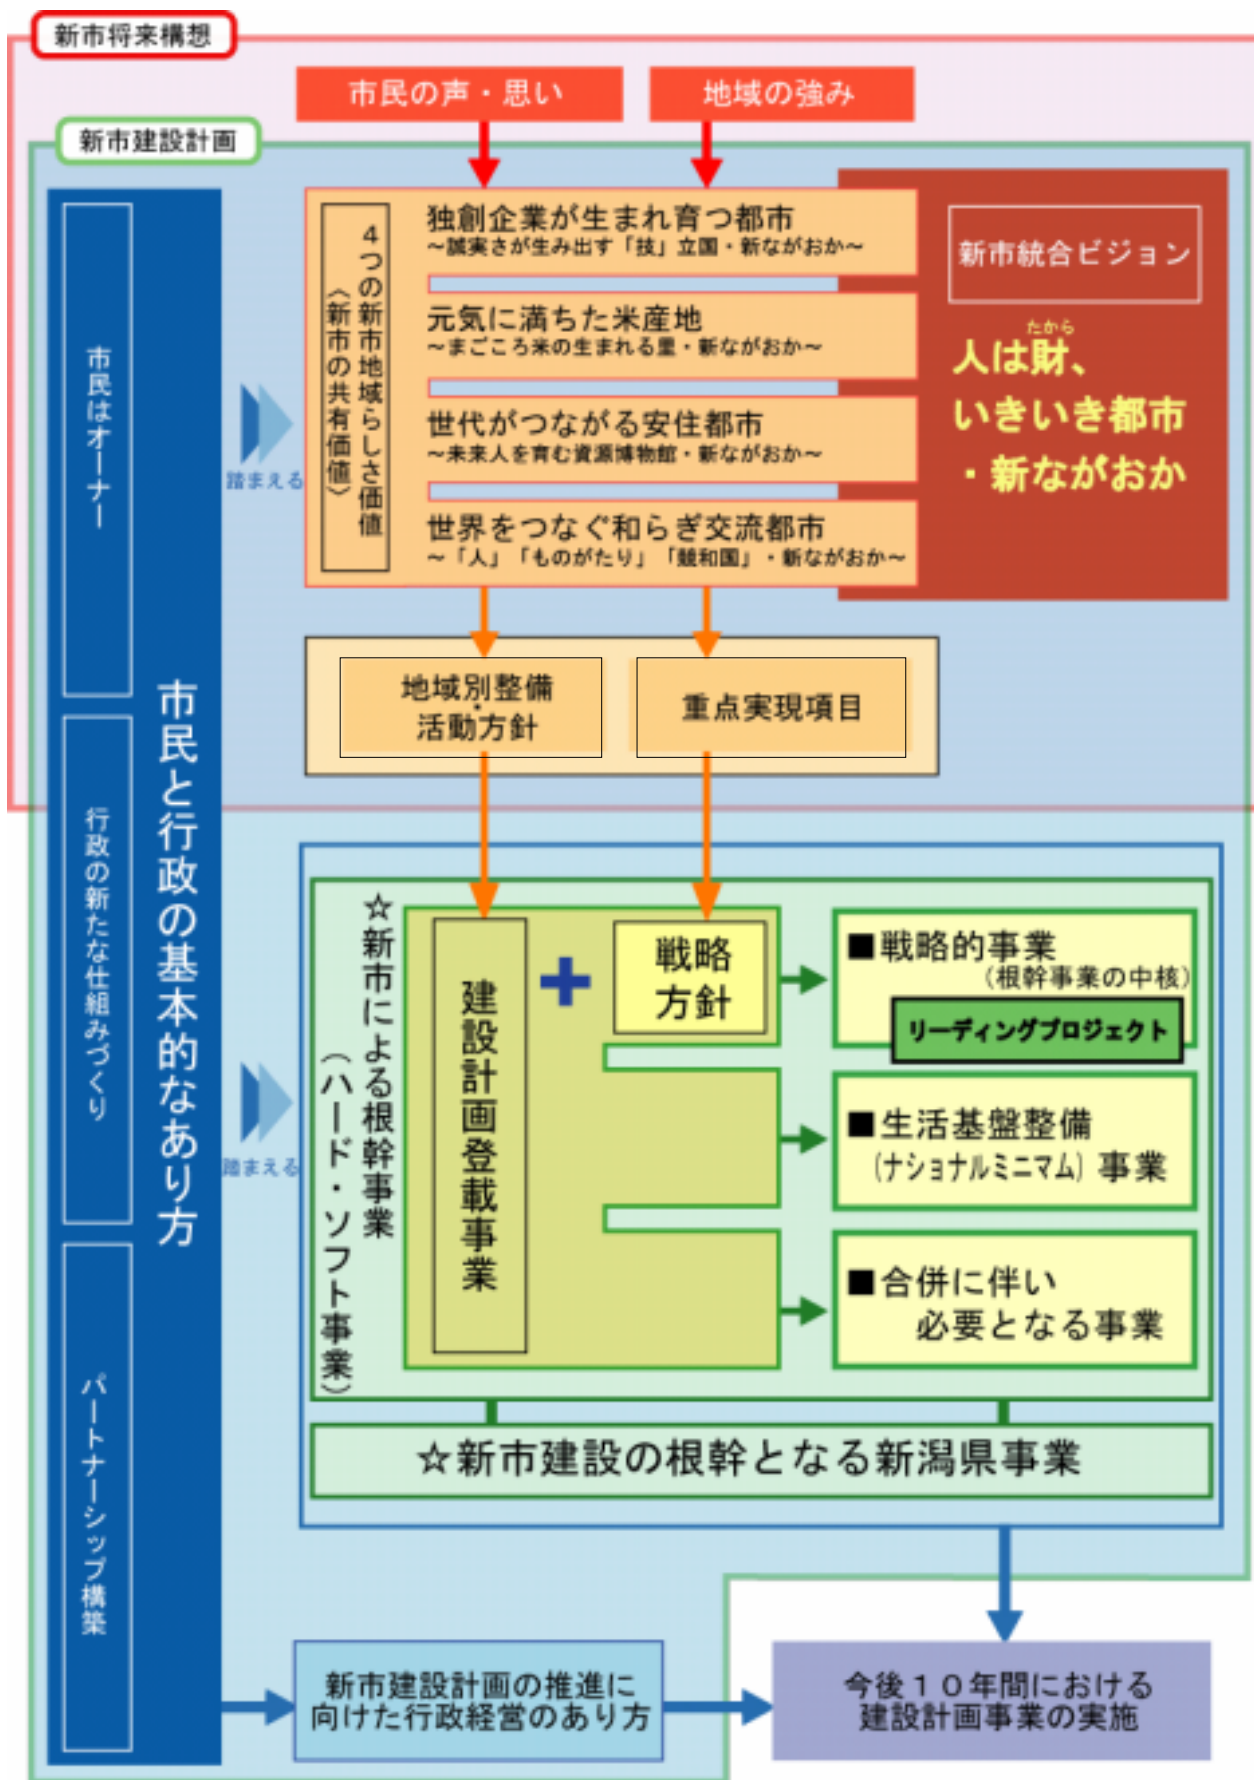 新市将来構想
市民の声・思い
地域の強み
新市建設計画
市民と行政の基本的なあり方
市民はオーナー
行政の新たな仕組みづくり
パートナーシップ構築
踏まえる
４つの新市地域らしさ価値
〈新市の共有価値〉
独創企業が生まれ育つ都市
～誠実さが生み出す「技」立国・新ながおか～
元気に満ちた米産地
～まごころ米の生まれる里・新ながおか～
世代がつながる安住都市
～未来人を育む資源博物館・新ながおか～
世界をつなぐ和らぎ交流都市
～「人」「ものがたり」「競和国」・新ながおか～
新市統合ビジョン
たから
人は財、
いきいき都市
・新ながおか
地域別整備
・
活動方針
重点実現項目
踏まえる
☆新市による根幹事業
（ハード・ソフト事業）
建設計画登載事業
＋
戦略
方針
■戦略的事業
（根幹事業の中核）
リーディングプロジェクト
■生活基盤整備
（ナショナルミニマム）事業
■合併に伴い
必要となる事業
☆新市建設の根幹となる新潟県事業
新市建設計画の推進に
向けた行政経営のあり方
今後１０年間における
建設計画事業の実施